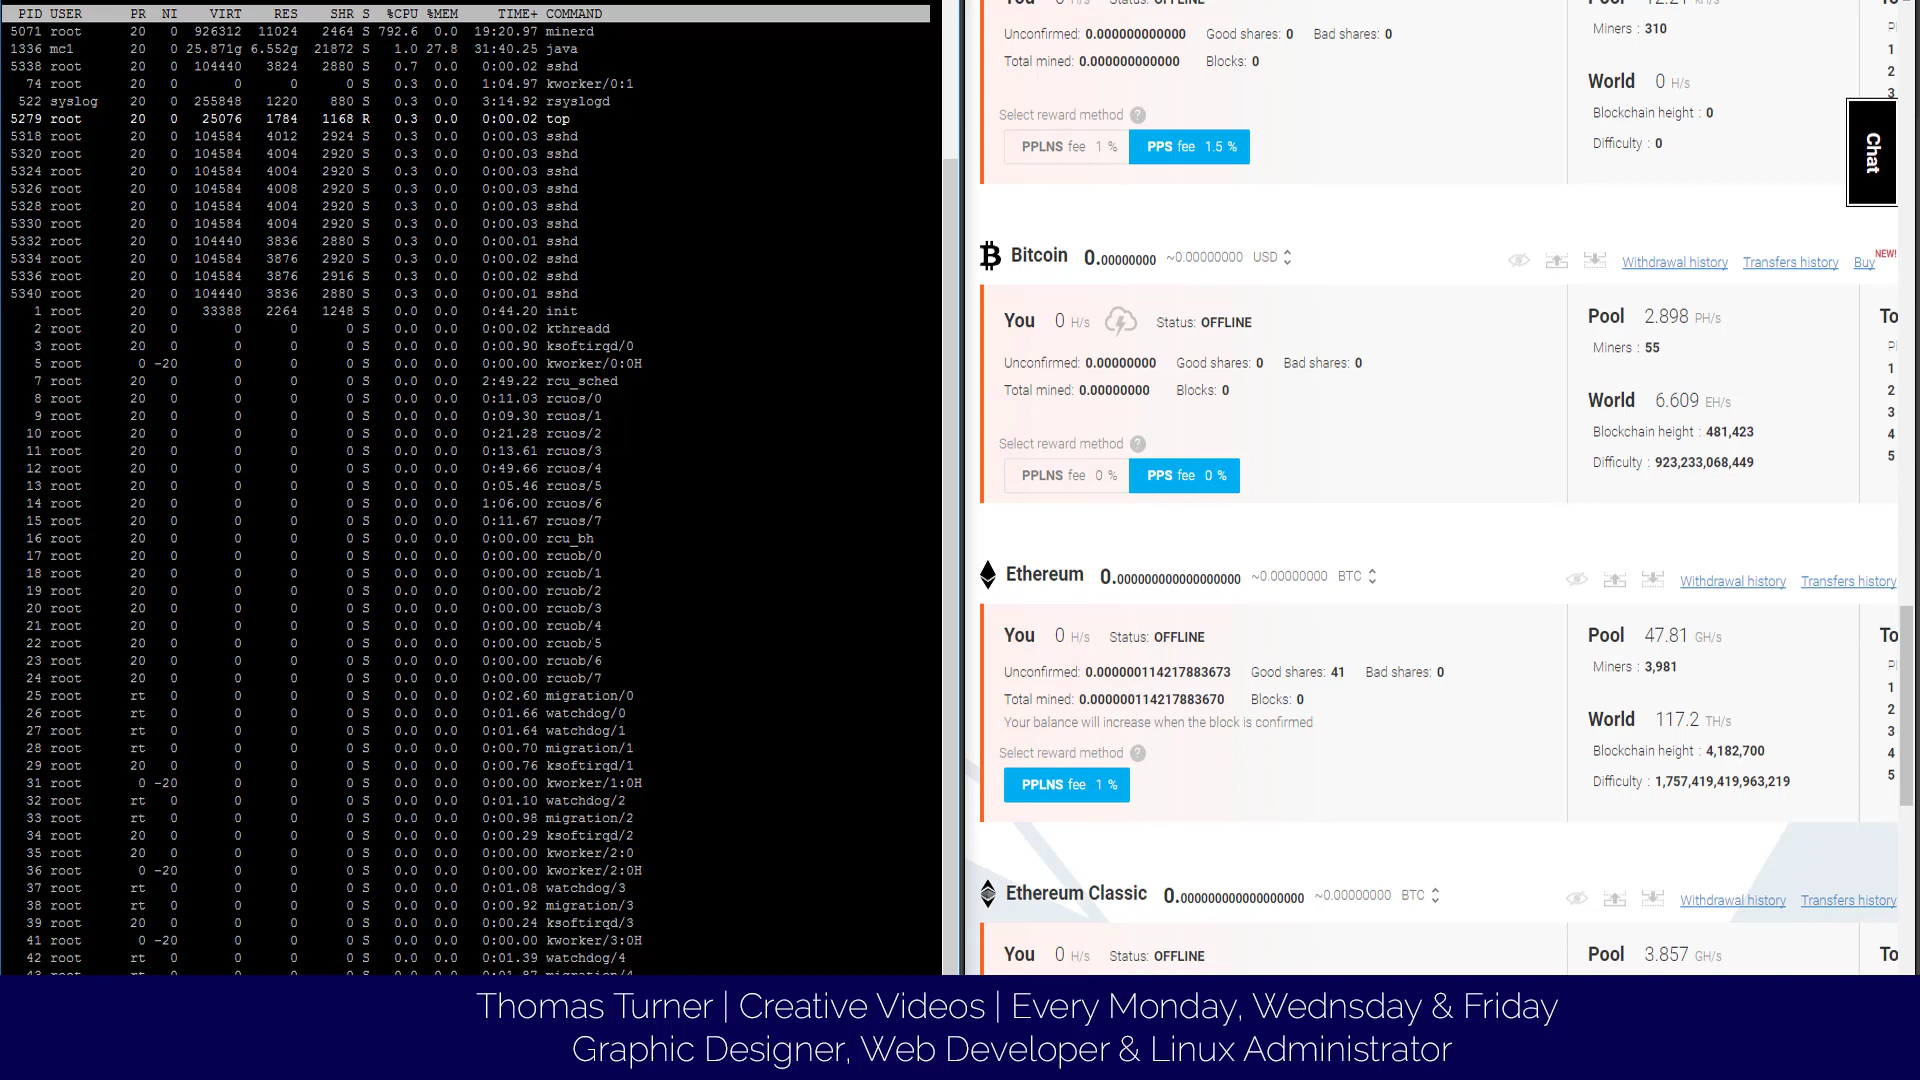 PID USER PR NI VIRT RES SHR S %CPU %MEM TIME+ COMMAND
5071 root 20 0 926312 11024 2464 S 792.6 0.0 19:20.97 minerd
1336 mc1 20 0 25.871g 6.552g 21872 S 1.0 27.8 31:40.25 java
5338 root 20 0 104440 3824 2880 S 0.7 0.0 0:00.02 sshd
74 root 20 0 0 0 0 S 0.3 0.0 1:04.97 kworker/0:1
522 syslog 20 0 255848 1220 880 S 0.3 0.0 3:14.92 rsyslogd
5279 root 20 0 25076 1784 1168 R 0.3 0.0 0:00.02 top
5318 root 20 0 104584 4012 2924 S 0.3 0.0 0:00.03 sshd
5320 root 20 0 104584 4004 2920 S 0.3 0.0 0:00.03 sshd
5324 root 20 0 104584 4004 2920 S 0.3 0.0 0:00.03 sshd
5326 root 20 0 104584 4008 2920 S 0.3 0.0 0:00.03 sshd
5328 root 20 0 104584 4004 2920 S 0.3 0.0 0:00.03 sshd
5330 root 20 0 104584 4004 2920 S 0.3 0.0 0:00.03 sshd
5332 root 20 0 104440 3836 2880 S 0.3 0.0 0:00.01 sshd
5334 root 20 0 104584 3876 2920 S 0.3 0.0 0:00.02 sshd
5336 root 20 0 104584 3876 2916 S 0.3 0.0 0:00.02 sshd
5340 root 20 0 104440 3836 2880 S 0.3 0.0 0:00.01 sshd
1 root 20 0 33388 2264 1248 S 0.0 0.0 0:44.20 init
2 root 20 0 0 0 0 S 0.0 0.0 0:00.02 kthreadd
3 root 20 0 0 0 0 S 0.0 0.0 0:00.90 ksoftirqd/0
5 root 0 -20 0 0 0 S 0.0 0.0 0:00.00 kworker/0:0H
7 root 20 0 0 0 0 S 0.0 0.0 2:49.22 rcu_sched
8 root 20 0 0 0 0 S 0.0 0.0 0:11.03 rcuos/0
9 root 20 0 0 0 0 S 0.0 0.0 0:09.30 rcuos/1
10 root 20 0 0 0 0 S 0.0 0.0 0:21.28 rcuos/2
11 root 20 0 0 0 0 S 0.0 0.0 0:13.61 rcuos/3
12 root 20 0 0 0 0 S 0.0 0.0 0:49.66 rcuos/4
13 root 20 0 0 0 0 S 0.0 0.0 0:05.46 rcuos/5
14 root 20 0 0 0 0 S 0.0 0.0 1:06.00 rcuos/6
15 root 20 0 0 0 0 S 0.0 0.0 0:11.67 rcuos/7
16 root 20 0 0 0 0 S 0.0 0.0 0:00.00 rcu_bh
17 root 20 0 0 0 0 S 0.0 0.0 0:00.00 rcuob/0
18 root 20 0 0 0 0 S 0.0 0.0 0:00.00 rcuob/1
19 root 20 0 0 0 0 S 0.0 0.0 0:00.00 rcuob/2
20 root 20 0 0 0 0 S 0.0 0.0 0:00.00 rcuob/3
21 root 20 0 0 0 0 S 0.0 0.0 0:00.00 rcuob/4
22 root 20 0 0 0 0 S 0.0 0.0 0:00.00 rcuob/5
23 root 20 0 0 0 0 S 0.0 0.0 0:00.00 rcuob/6
24 root 20 0 0 0 0 S 0.0 0.0 0:00.00 rcuob/7
25 root rt 0 0 0 0 S 0.0 0.0 0:02.60 migration/0
26 root rt 0 0 0 0 S 0.0 0.0 0:01.66 watchdog/0
27 root rt 0 0 0 0 S 0.0 0.0 0:01.64 watchdog/1
28 root rt 0 0 0 0 S 0.0 0.0 0:00.70 migration/1
29 root 20 0 0 0 0 S 0.0 0.0 0:00.76 ksoftirqd/1
31 root 0 -20 0 0 0 S 0.0 0.0 0:00.00 kworker/1:0H
32 root rt 0 0 0 0 S 0.0 0.0 0:01.10 watchdog/2
33 root rt 0 0 0 0 S 0.0 0.0 0:00.98 migration/2
34 root 20 0 0 0 0 S 0.0 0.0 0:00.29 ksoftirqd/2
35 root 20 0 0 0 0 S 0.0 0.0 0:00.00 kworker/2:0
36 root 0 -20 0 0 0 S 0.0 0.0 0:00.00 kworker/2:0H
37 root rt 0 0 0 0 S 0.0 0.0 0:01.08 watchdog/3
38 root rt 0 0 0 0 S 0.0 0.0 0:00.92 migration/3
39 root 20 0 0 0 0 S 0.0 0.0 0:00.24 ksoftirqd/3
41 root 0 -20 0 0 0 S 0.0 0.0 0:00.00 kworker/3:0H
42 root rt 0 0 0 0 S 0.0 0.0 0:01.39 watchdog/4
Unconfirmed: 0.000000000000 Good shares: 0 Bad shares: 0
Total mined: 0.000000000000 Blocks: 0
Select reward method ?
PPLNS fee 1 % PPS fee 1.5 %
Miners : 310
World 0 H/s
Blockchain height : 0
Difficulty : 0
1
2
3
Chat
Bitcoin 0.00000000 ~0.00000000 USD
Withdrawal history Transfers history Buy NEW!
You 0 H/s Status: OFFLINE
Unconfirmed: 0.00000000 Good shares: 0 Bad shares: 0
Total mined: 0.00000000 Blocks: 0
Select reward method ?
PPLNS fee 0 % PPS fee 0 %
Pool 2.898 PH/s
Miners : 55
World 6.609 EH/s
Blockchain height : 481,423
Difficulty : 923,233,068,449
To
Pl
1
2
3
4
5
Ethereum 0.000000000000000000 ~0.00000000 BTC
Withdrawal history Transfers history
You 0 H/s Status: OFFLINE
Unconfirmed: 0.000000114217883673 Good shares: 41 Bad shares: 0
Total mined: 0.000000114217883670 Blocks: 0
Your balance will increase when the block is confirmed
Select reward method ?
PPLNS fee 1 %
Pool 47.81 GH/s
Miners : 3,981
World 117.2 TH/s
Blockchain height : 4,182,700
Difficulty : 1,757,419,419,963,219
To
Pl
1
2
3
4
5
Ethereum Classic 0.000000000000000000 ~0.00000000 BTC
Withdrawal history Transfers history
You 0 H/s Status: OFFLINE
Pool 3.857 GH/s
To
Thomas Turner | Creative Videos | Every Monday, Wednsday & Friday
Graphic Designer, Web Developer & Linux Administrator